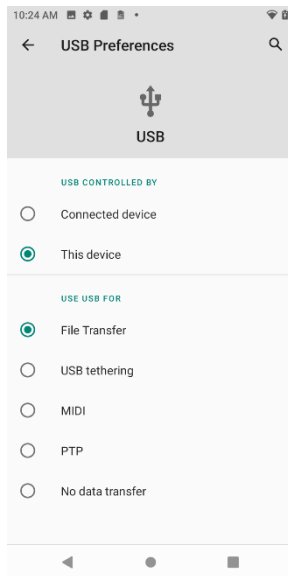 10:24 AM
USB Preferences
USB
USB CONTROLLED BY
Connected device
This device
USE USB FOR
File Transfer
USB tethering
MIDI
PTP
No data transfer